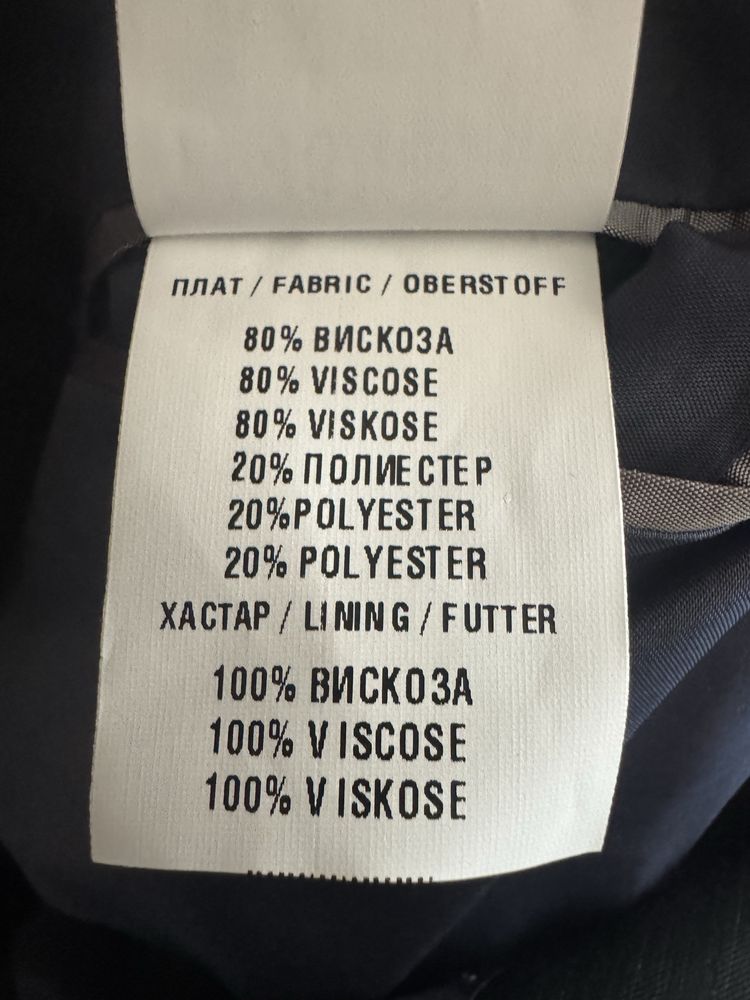 ПЛАТ / FABRIC / OBERSTOFF
80% ВИСКОЗА
80% VISCOSE
80% VISKOSE
20% ПОЛИЕСТЕР
20% POLYESTER
20% POLYESTER
ХАСТАР / LINING / FUTTER
100% ВИСКОЗА
100% VISCOSE
100% VISKOSE